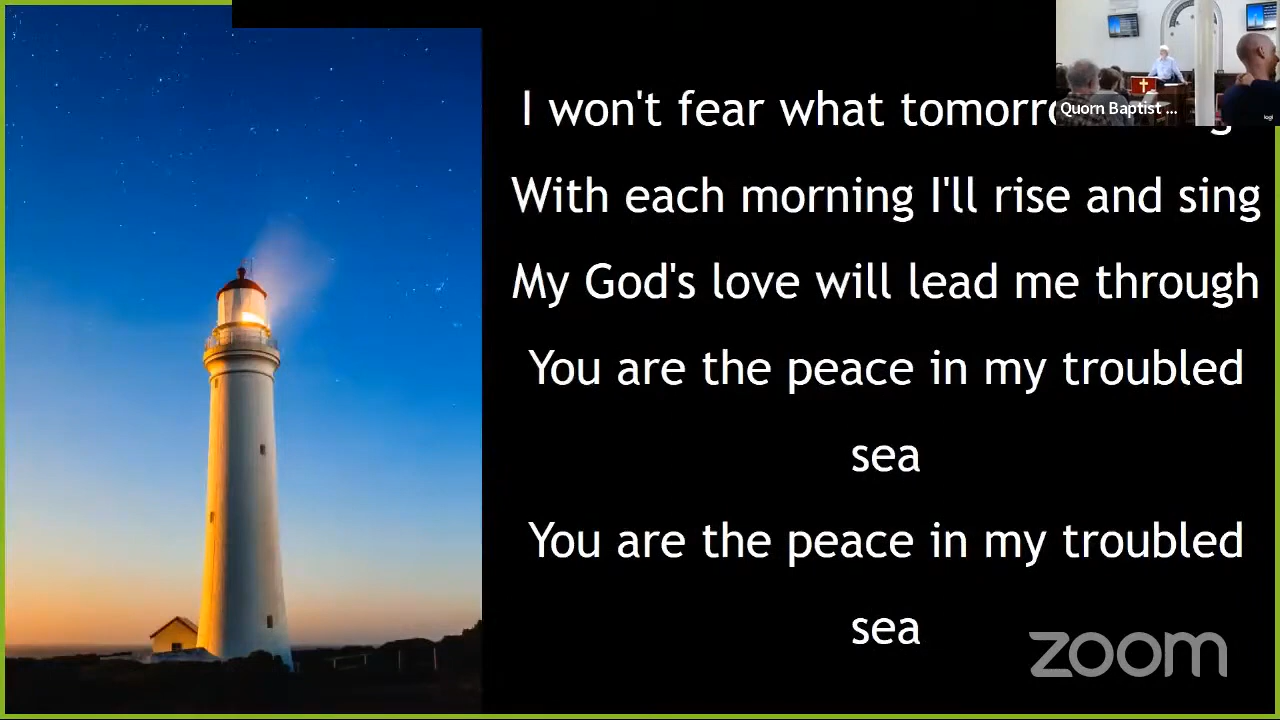 I won't fear what
With each morning I'll rise and sing
My God's love will lead me through
You are the peace in my troubled
sea
You are the peace in my troubled
sea
Quorn Baptist ...
logi
zoom